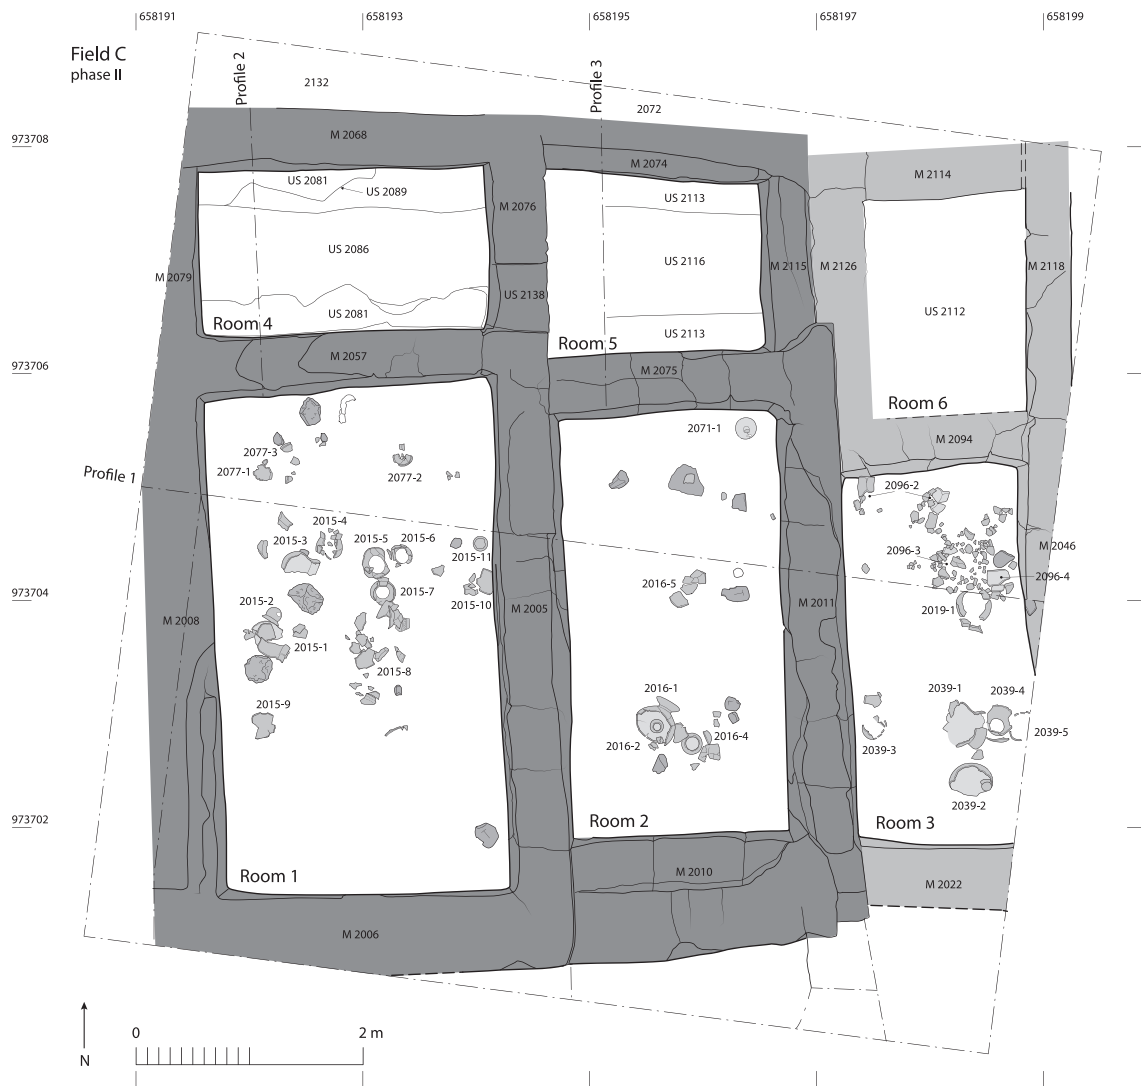 658191
658193
658195
658197
658199
Field C
phase II
Profile 2
2132
Profile 3
2072
973708
M 2068
M 2074
M 2114
US 2081
US 2089
M 2076
US 2113
US 2086
US 2116
M 2079
M 2115
M 2126
M 2118
US 2138
US 2081
Room 4
US 2113
US 2112
Room 5
973706
M 2057
M 2075
Room 6
2071-1
M 2094
2077-3
2077-1
2077-2
Profile 1
2096-2
2015-4
2015-3
2015-5
2015-6
2015-11
2096-3
M 2046
2016-5
2096-4
973704
2015-7
2015-10
2015-2
M 2005
M 2011
2019-1
M 2008
2015-1
2015-8
2016-1
2039-1
2039-4
2015-9
2016-4
2016-2
2039-3
2039-5
2039-2
973702
Room 2
Room 3
Room 1
M 2010
M 2022
M 2006
0
2 m
N